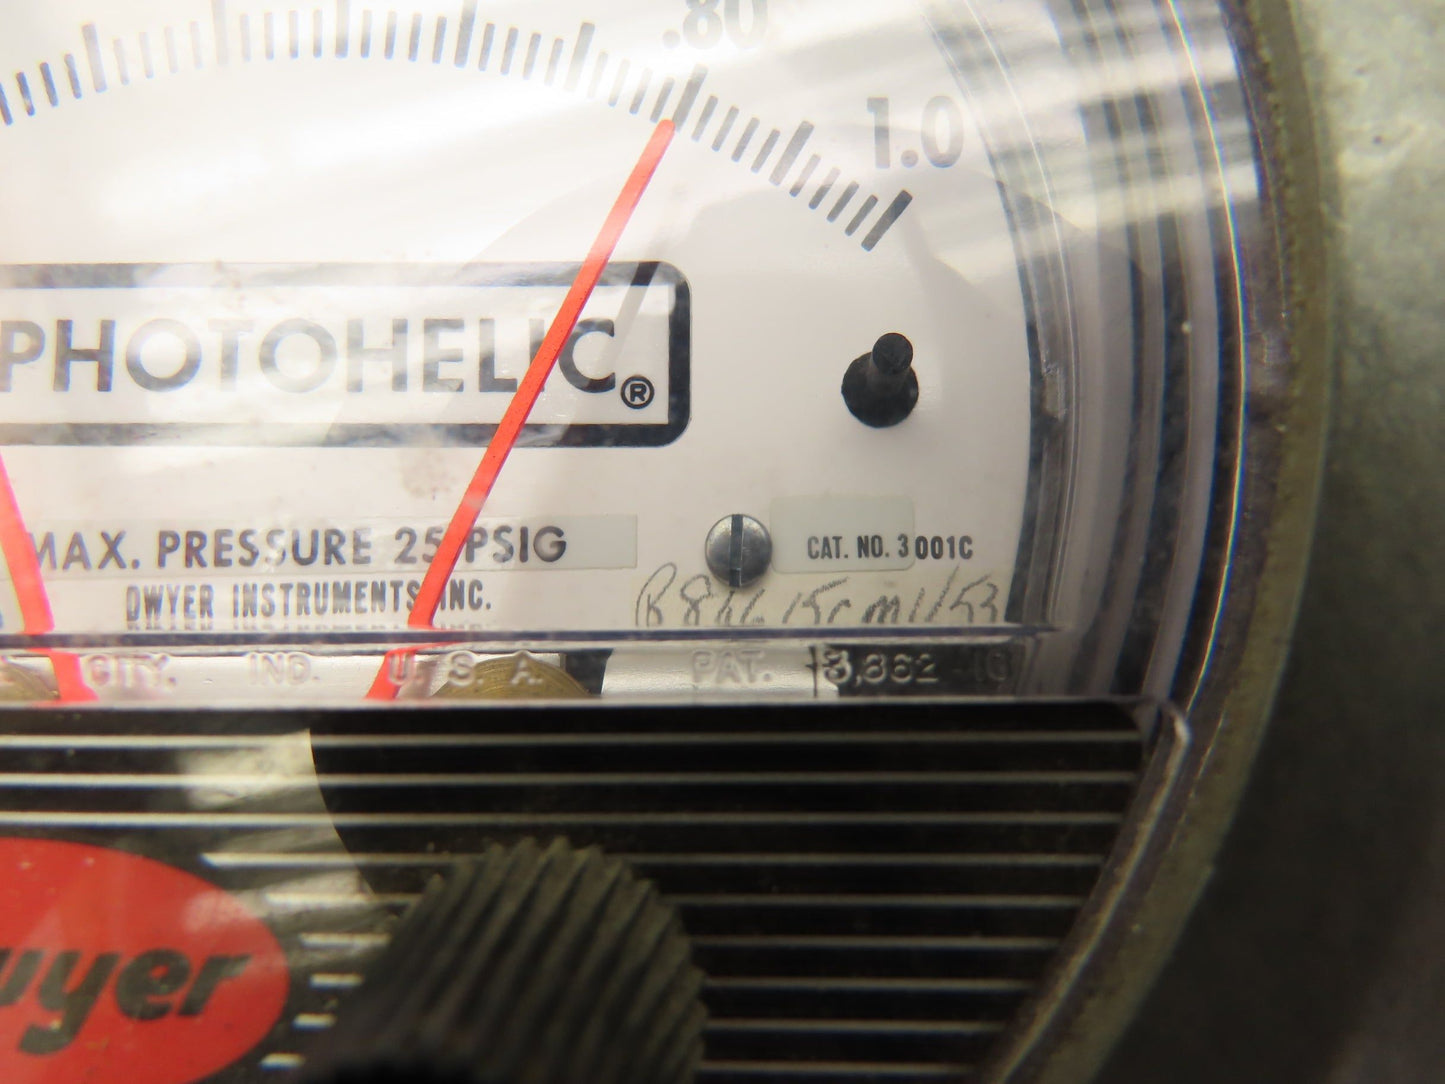 .80
1.0
PHOTOHELIC®
MAX. PRESSURE 25 PSIG
CAT. NO. 3001C
DWYER INSTRUMENTS, INC.
CITY, IND. U.S.A. PAT. 3,862
wyer